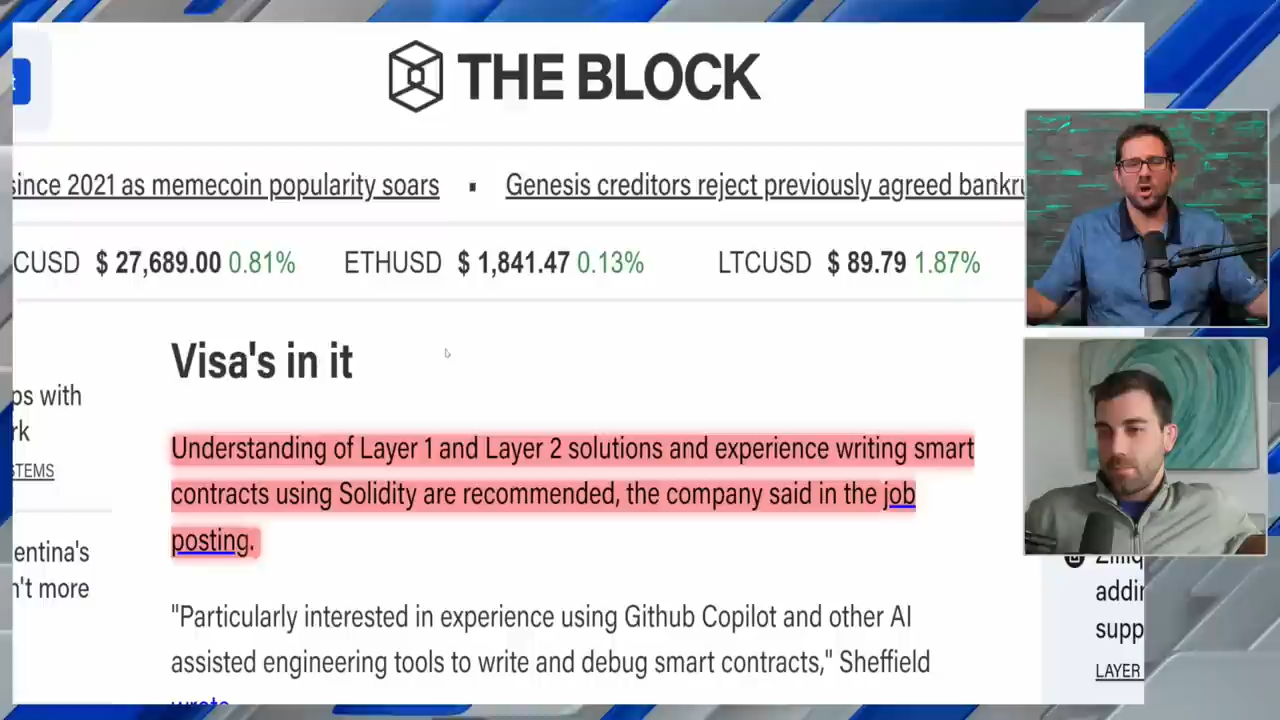 THE BLOCK
since 2021 as memecoin popularity soars ▪ Genesis creditors reject previously agreed
CUSD $ 27,689.00 0.81% ETHUSD $ 1,841.47 0.13% LTCUSD $ 89.79 1.87%
Visa's in it
ps with
rk
STEMS
entina's
n't more
Understanding of Layer 1 and Layer 2 solutions and experience writing smart
contracts using Solidity are recommended, the company said in the job
posting.
"Particularly interested in experience using Github Copilot and other AI
assisted engineering tools to write and debug smart contracts," Sheffield
wrote
addin
supp
LAYER